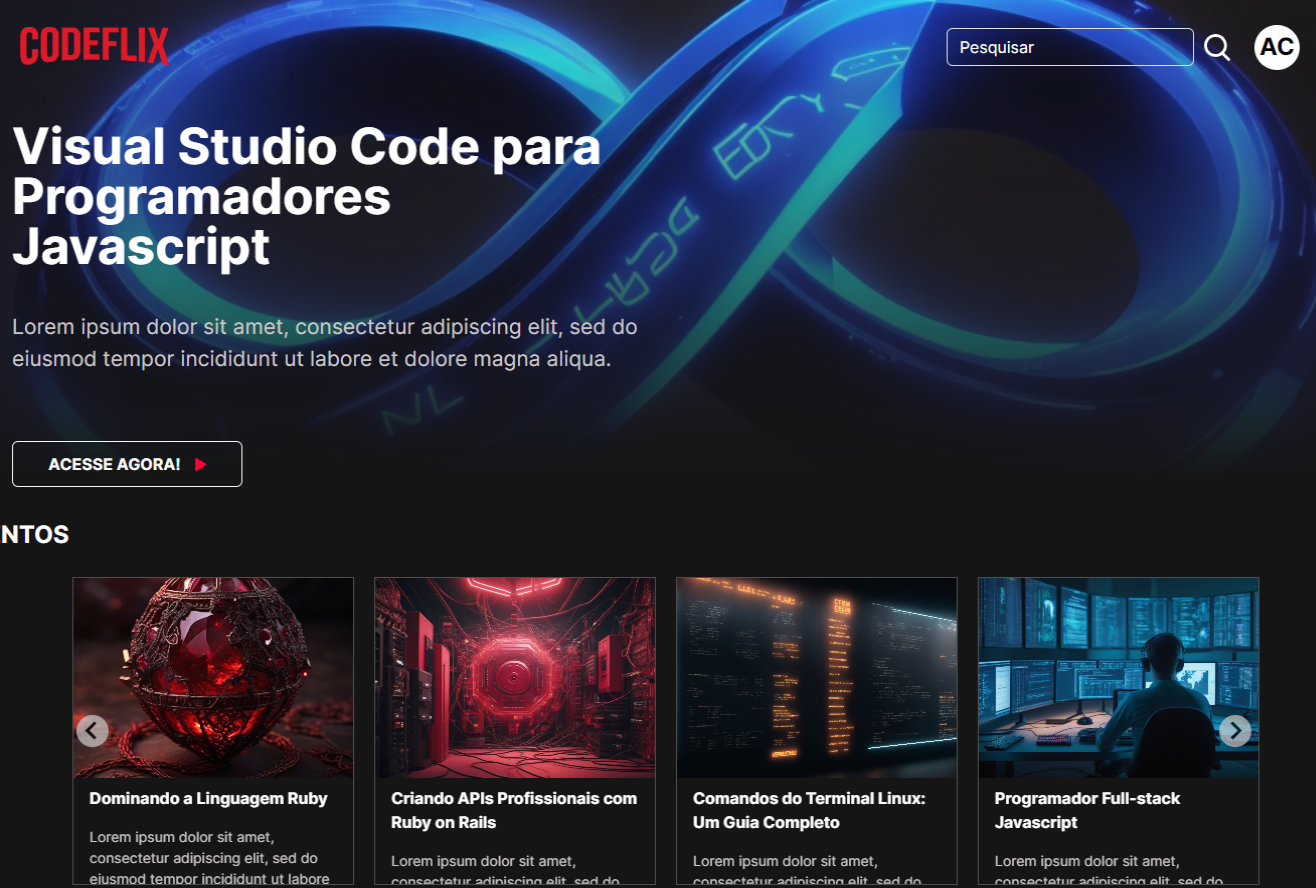 CODEFLIX
Pesquisar
AC
Visual Studio Code para
Programadores
Javascript
Lorem ipsum dolor sit amet, consectetur adipiscing elit, sed do
eiusmod tempor incididunt ut labore et dolore magna aliqua.
ACESSE AGORA!
NTOS
Dominando a Linguagem Ruby
Lorem ipsum dolor sit amet,
consectetur adipiscing elit, sed do
eiusmod tempor incididunt ut labore
Criando APIs Profissionais com
Ruby on Rails
Lorem ipsum dolor sit amet,
consectetur adipiscing elit, sed do
Comandos do Terminal Linux:
Um Guia Completo
Lorem ipsum dolor sit amet,
consectetur adipiscing elit, sed do
Programador Full-stack
Javascript
Lorem ipsum dolor sit amet,
consectetur adipiscing elit, sed do